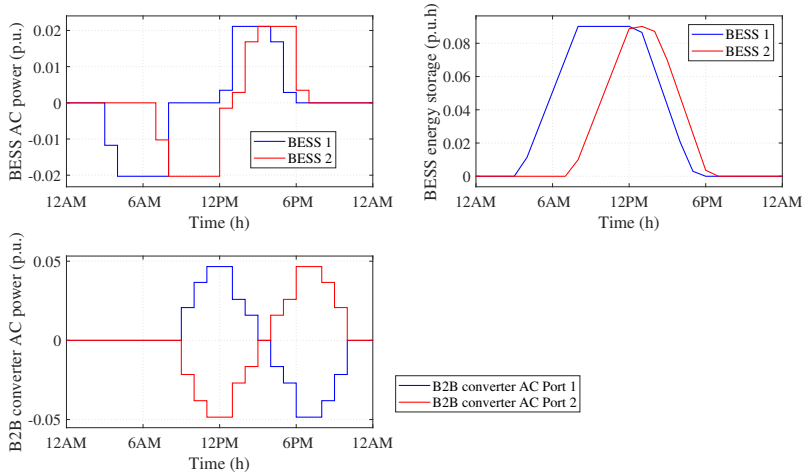 BESS AC power (p.u.)
0.02
0.01
0
-0.01
-0.02
BESS 1
BESS 2
12AM 6AM 12PM 6PM 12AM
Time (h)
BESS energy storage (p.u.h)
0.08
0.06
0.04
0.02
0
BESS 1
BESS 2
12AM 6AM 12PM 6PM 12AM
Time (h)
B2B converter AC power (p.u.)
0.05
0
-0.05
12AM 6AM 12PM 6PM 12AM
Time (h)
B2B converter AC Port 1
B2B converter AC Port 2